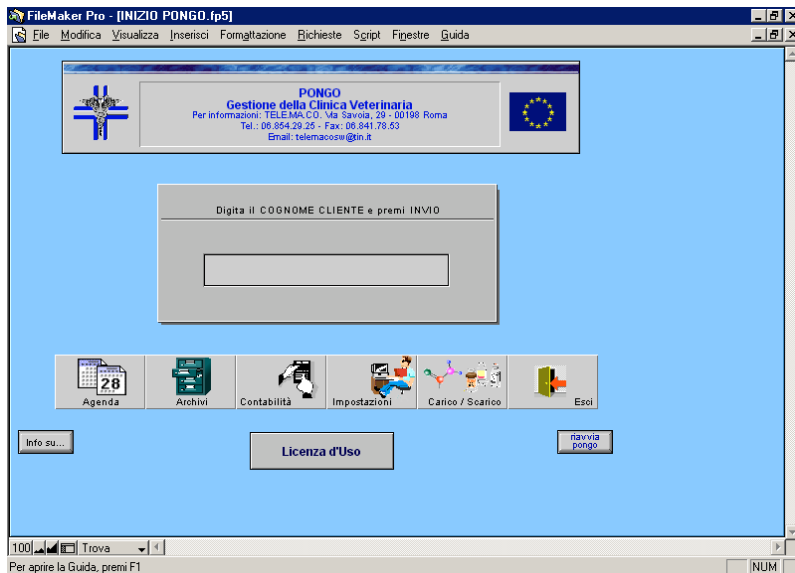 FileMaker Pro - [INIZIO PONGO.fp5]
File Modifica Visualizza Inserisci Formattazione Richieste Script Finestre Guida
PONGO
Gestione della Clinica Veterinaria
Per informazioni: TELE.MA.CO. Via Savoia, 29 - 00198 Roma
Tel.: 06.854.29.25 - Fax: 06.841.78.53
Email: telemacosw@tin.it
Digita il COGNOME CLIENTE e premi INVIO
28
Agenda Archivi Contabilità Impostazioni Carico / Scarico Esci
Info su...
Licenza d'Uso
riavvia
pongo
100 Trova
Per aprire la Guida, premi F1 NUM